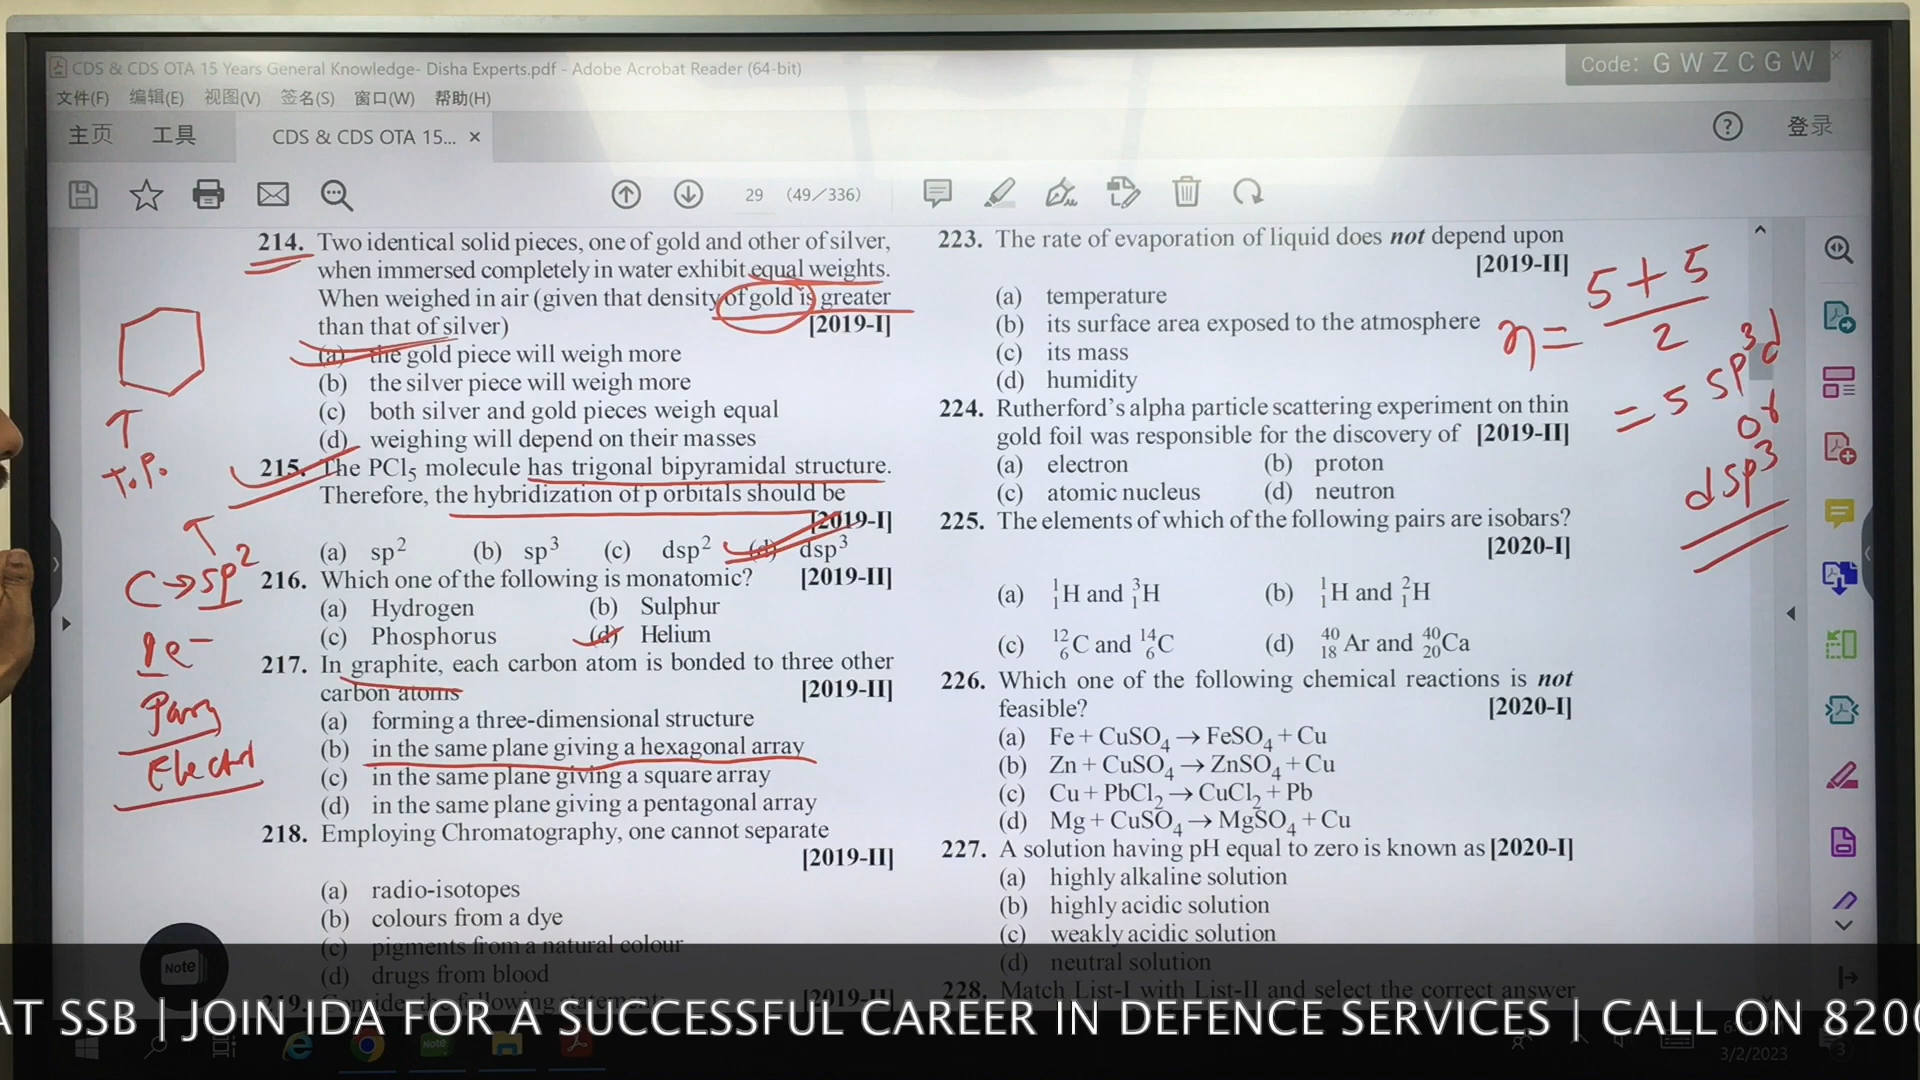 CDS & CDS OTA 15 Years General Knowledge- Disha Experts.pdf - Adobe Acrobat Reader (64-bit)
Code: G W Z C G W
文件(F) 编辑(E) 视图(V) 签名(S) 窗口(W) 帮助(H)
主页 工具 CDS & CDS OTA 15... ×
? 登录
29 (49/336)
214. Two identical solid pieces, one of gold and other of silver,
when immersed completely in water exhibit equal weights.
When weighed in air (given that density of gold is greater
than that of silver) [2019-I]
(a) the gold piece will weigh more
(b) the silver piece will weigh more
(c) both silver and gold pieces weigh equal
(d) weighing will depend on their masses
215. The PCl5 molecule has trigonal bipyramidal structure.
Therefore, the hybridization of p orbitals should be
[2019-I]
(a) sp² (b) sp³ (c) dsp² (d) dsp³
216. Which one of the following is monatomic? [2019-II]
(a) Hydrogen (b) Sulphur
(c) Phosphorus (d) Helium
217. In graphite, each carbon atom is bonded to three other
carbon atoms [2019-II]
(a) forming a three-dimensional structure
(b) in the same plane giving a hexagonal array
(c) in the same plane giving a square array
(d) in the same plane giving a pentagonal array
218. Employing Chromatography, one cannot separate
[2019-II]
(a) radio-isotopes
(b) colours from a dye
(c) pigments from a natural colour
(d) drugs from blood
219. Consider the following statement: [2019-II]
T.P.
C → sp²
1e⁻
223. The rate of evaporation of liquid does not depend upon
[2019-II]
(a) temperature
(b) its surface area exposed to the atmosphere
(c) its mass
(d) humidity
224. Rutherford's alpha particle scattering experiment on thin
gold foil was responsible for the discovery of [2019-II]
(a) electron (b) proton
(c) atomic nucleus (d) neutron
225. The elements of which of the following pairs are isobars?
[2020-I]
(a) ¹₁H and ³₁H (b) ¹₁H and ²₁H
(c) ¹²₆C and ¹⁴₆C (d) ⁴⁰₁₈Ar and ⁴⁰₂₀Ca
226. Which one of the following chemical reactions is not
feasible? [2020-I]
(a) Fe + CuSO₄ → FeSO₄ + Cu
(b) Zn + CuSO₄ → ZnSO₄ + Cu
(c) Cu + PbCl₂ → CuCl₂ + Pb
(d) Mg + CuSO₄ → MgSO₄ + Cu
227. A solution having pH equal to zero is known as [2020-I]
(a) highly alkaline solution
(b) highly acidic solution
(c) weakly acidic solution
(d) neutral solution
228. Match List-I with List-II and select the correct answer
η = 5+5
2
= 5 sp³d
or
dsp³
Note
AT SSB | JOIN IDA FOR A SUCCESSFUL CAREER IN DEFENCE SERVICES | CALL ON 820
Note
3/2/2023